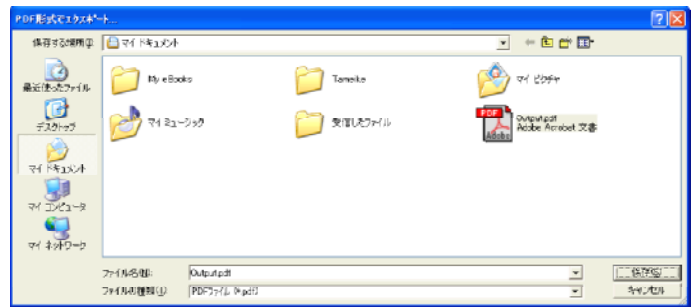 PDF形式でエクスポート...
保存する場所(I):
マイ ドキュメント
最近使ったファイル
デスクトップ
マイ ドキュメント
マイ コンピュータ
マイ ネットワーク
My eBooks
Tameike
マイ ピクチャ
マイ ミュージック
受信したファイル
PDF
Adobe
Output.pdf
Adobe Acrobat 文書
ファイル名(N):
Output.pdf
保存(S)
ファイルの種類(T):
PDFファイル (*.pdf)
キャンセル